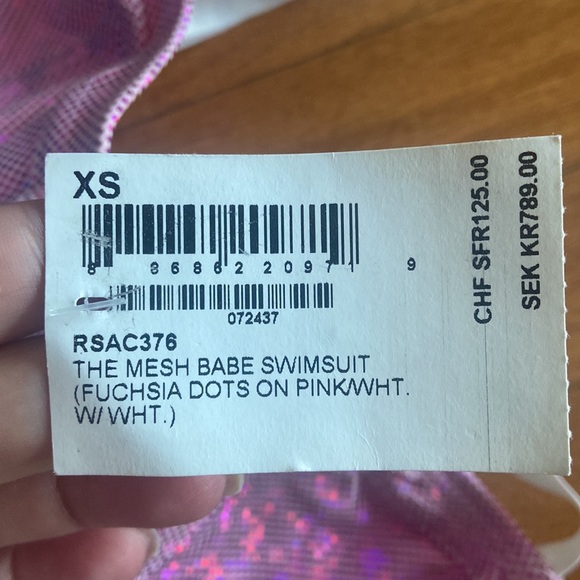 XS
8 86862 20971 9
072437
RSAC376
THE MESH BABE SWIMSUIT
(FUCHSIA DOTS ON PINK/WHT.
W/ WHT.)
CHF SFR125.00
SEK KR789.00